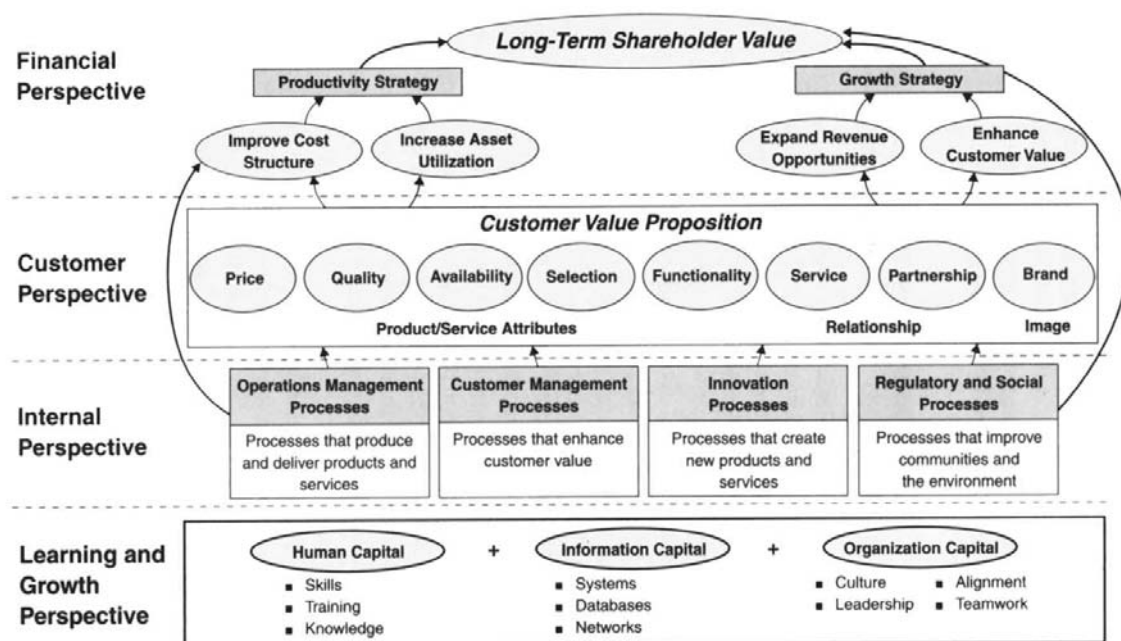 Financial
Perspective
Long-Term Shareholder Value
Productivity Strategy
Growth Strategy
Improve Cost
Structure
Increase Asset
Utilization
Expand Revenue
Opportunities
Enhance
Customer Value
Customer
Perspective
Customer Value Proposition
Price
Quality
Availability
Selection
Functionality
Service
Partnership
Brand
Product/Service Attributes
Relationship
Image
Internal
Perspective
Operations Management
Processes
Processes that produce
and deliver products and
services
Customer Management
Processes
Processes that enhance
customer value
Innovation
Processes
Processes that create
new products and
services
Regulatory and Social
Processes
Processes that improve
communities and
the environment
Learning and
Growth
Perspective
Human Capital
▪ Skills
▪ Training
▪ Knowledge
+
Information Capital
▪ Systems
▪ Databases
▪ Networks
+
Organization Capital
▪ Culture
▪ Leadership
▪ Alignment
▪ Teamwork